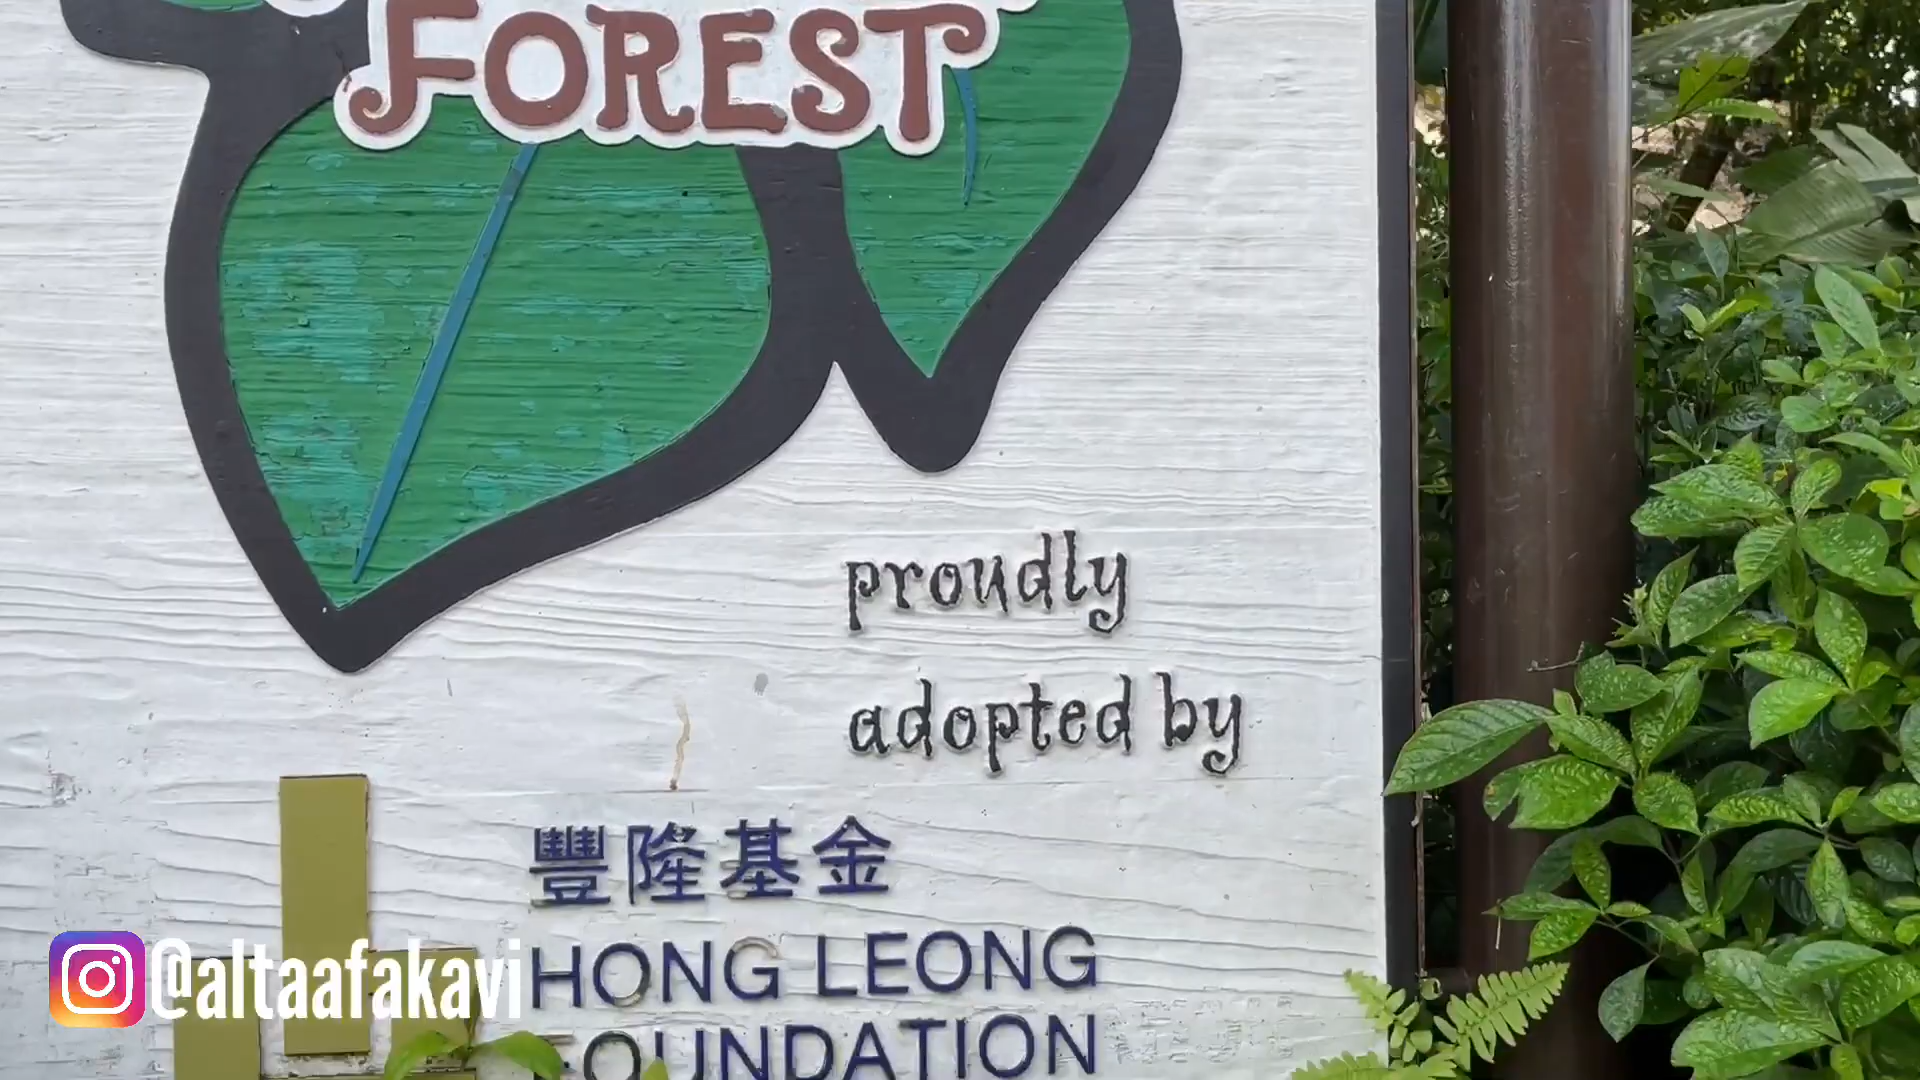 FOREST
proudly
adopted by
豐隆基金
HONG LEONG
FOUNDATION
@altaafakavi